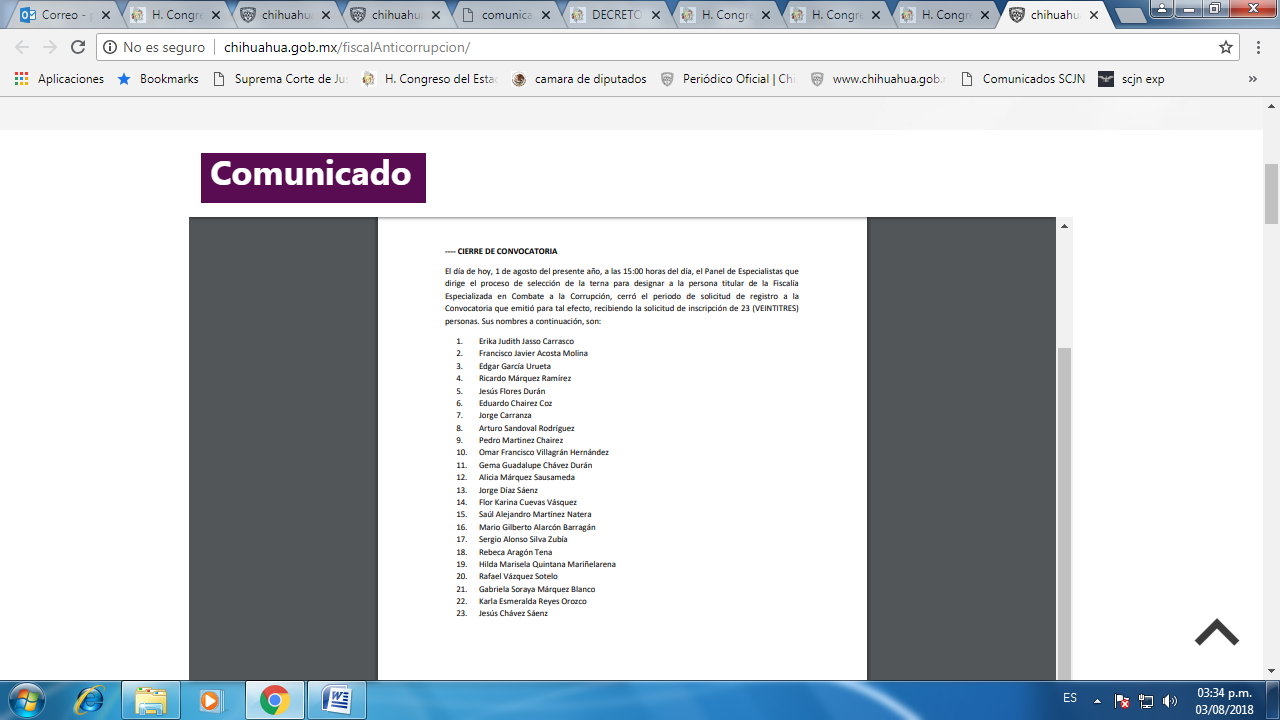 Correo -
H. Congre
chihuahu
chihuahu
comunica
DECRETO
H. Congre
H. Congre
H. Congre
chihuahu
No es seguro | chihuahua.gob.mx/fiscalAnticorrupcion/
Aplicaciones
Bookmarks
Suprema Corte de Jus
H. Congreso del Estad
camara de diputados
Periódico Oficial | Chi
www.chihuahua.gob.
Comunicados SCJN
scjn exp
»
Comunicado
---- CIERRE DE CONVOCATORIA
El día de hoy, 1 de agosto del presente año, a las 15:00 horas del día, el Panel de Especialistas que
dirige el proceso de selección de la terna para designar a la persona titular de la Fiscalía
Especializada en Combate a la Corrupción, cerró el periodo de solicitud de registro a la
Convocatoria que emitió para tal efecto, recibiendo la solicitud de inscripción de 23 (VEINTITRES)
personas. Sus nombres a continuación, son:
1. Erika Judith Jasso Carrasco
2. Francisco Javier Acosta Molina
3. Edgar García Urueta
4. Ricardo Márquez Ramírez
5. Jesús Flores Durán
6. Eduardo Chairez Coz
7. Jorge Carranza
8. Arturo Sandoval Rodríguez
9. Pedro Martinez Chairez
10. Omar Francisco Villagrán Hernández
11. Gema Guadalupe Chávez Durán
12. Alicia Márquez Sausameda
13. Jorge Díaz Sáenz
14. Flor Karina Cuevas Vásquez
15. Saúl Alejandro Martínez Natera
16. Mario Gilberto Alarcón Barragán
17. Sergio Alonso Silva Zubía
18. Rebeca Aragón Tena
19. Hilda Marisela Quintana Mariñelarena
20. Rafael Vázquez Sotelo
21. Gabriela Soraya Márquez Blanco
22. Karla Esmeralda Reyes Orozco
23. Jesús Chávez Sáenz
ES
03:34 p.m.
03/08/2018